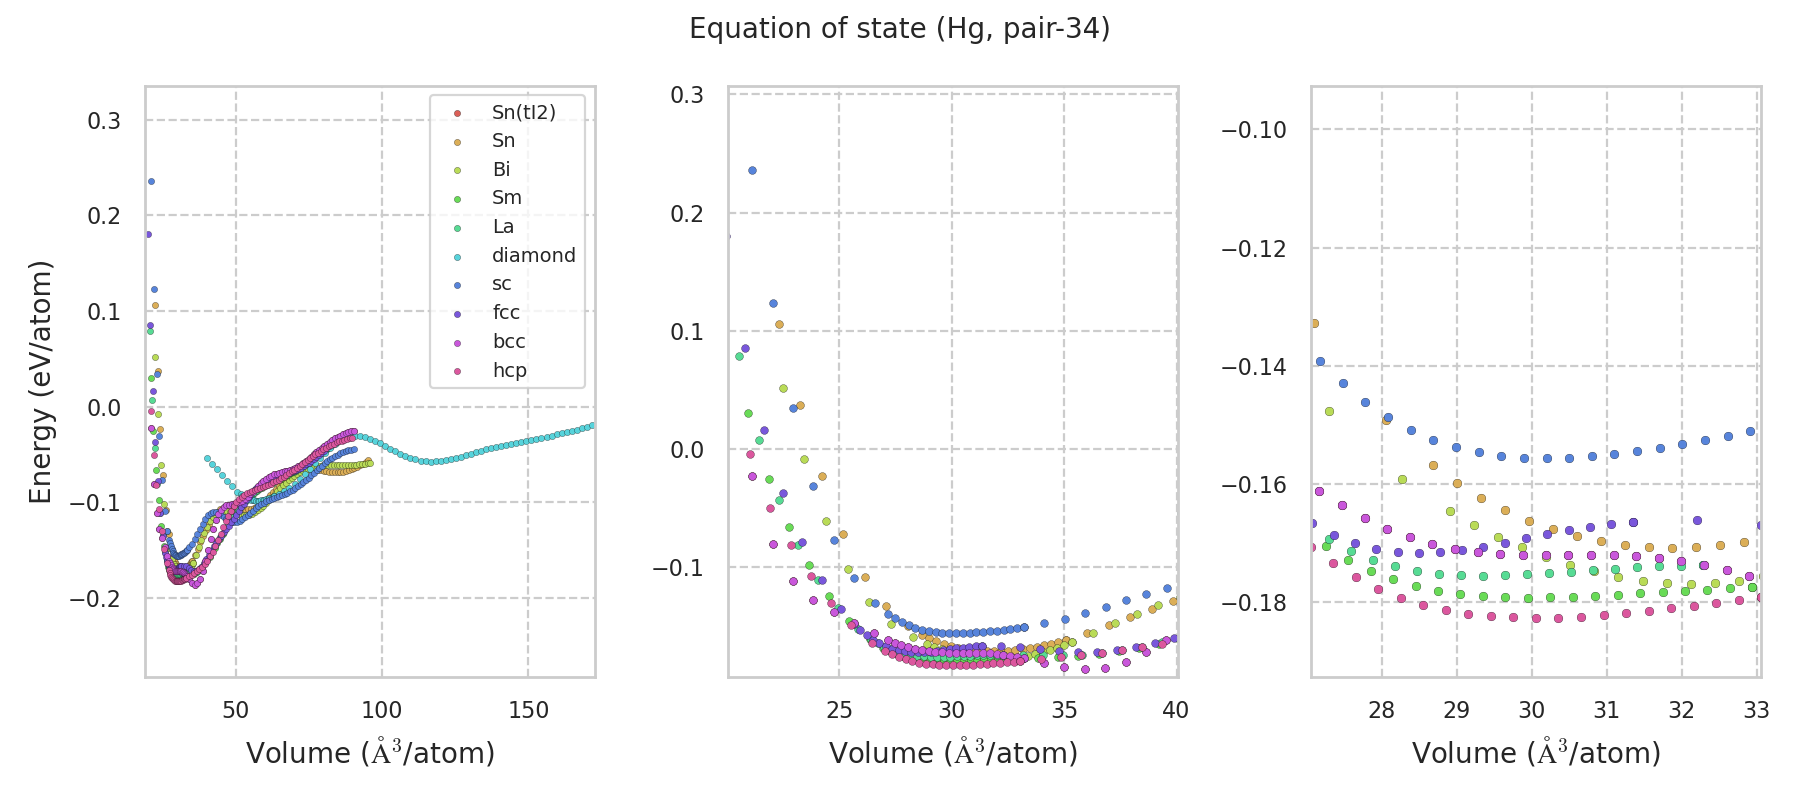 Equation of state (Hg, pair-34)
Energy (eV/atom)
0.3
0.2
0.1
0.0
−0.1
−0.2
50
100
150
Volume (Å³/atom)
Sn(tI2)
Sn
Bi
Sm
La
diamond
sc
fcc
bcc
hcp
0.3
0.2
0.1
0.0
−0.1
25
30
35
40
Volume (Å³/atom)
−0.10
−0.12
−0.14
−0.16
−0.18
28
29
30
31
32
33
Volume (Å³/atom)